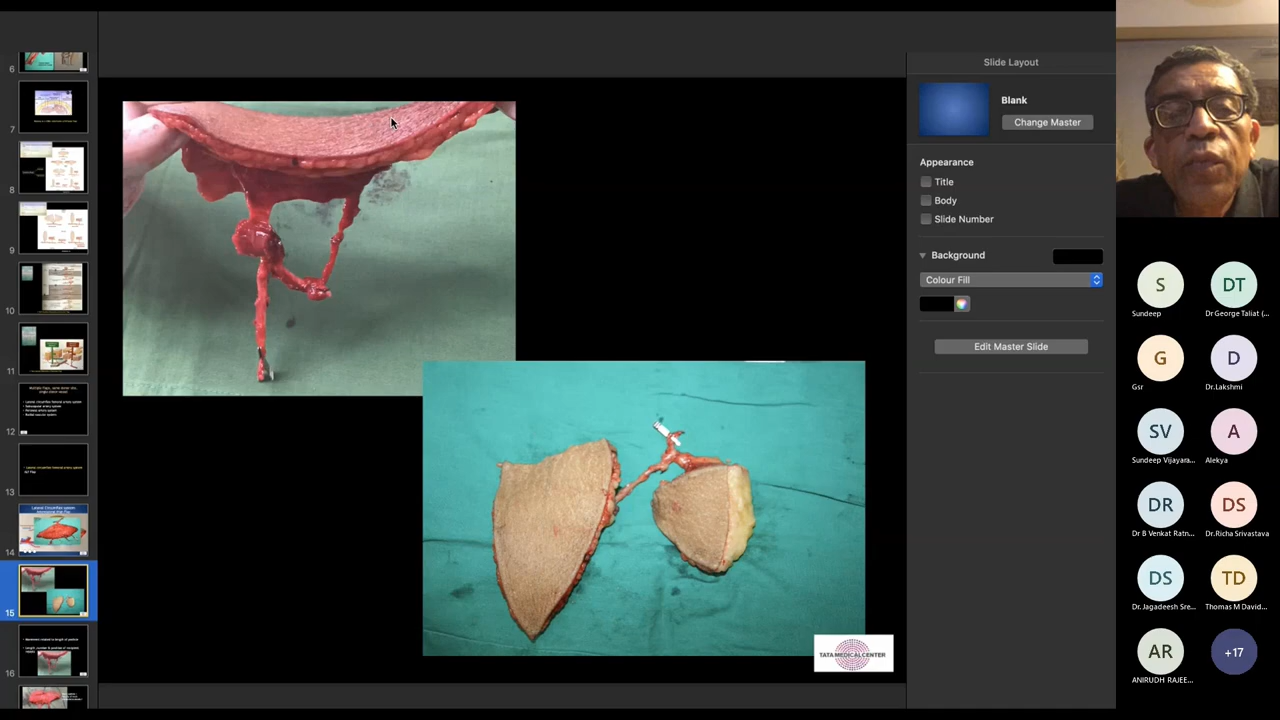 6
7
8
9
10
11
12
13
14
15
16
Slide Layout
Blank
Change Master
Appearance
Title
Body
Slide Number
Background
Colour Fill
Edit Master Slide
TATA MEDICAL CENTER
S
Sundeep
DT
Dr George Taliat (...
G
Gsr
D
Dr.Lakshmi
SV
Sundeep Vijayara...
A
Alekya
DR
Dr B Venkat Ratn...
DS
Dr.Richa Srivastava
DS
Dr. Jagadeesh Sre...
TD
Thomas M David...
AR
ANIRUDH RAJEE...
+17